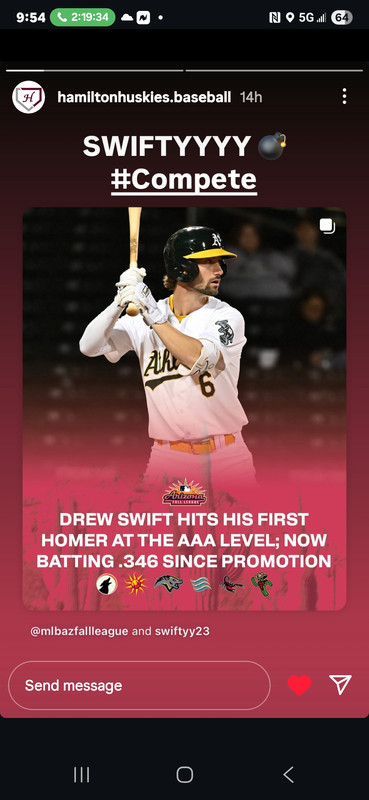 9:54
2:19:34
5G
64
hamiltonhuskies.baseball 14h
SWIFTYYYY
#Compete
A's
6
Arizona
FALL LEAGUE
DREW SWIFT HITS HIS FIRST
HOMER AT THE AAA LEVEL; NOW
BATTING .346 SINCE PROMOTION
@mlbazfallleague and swiftyy23
Send message